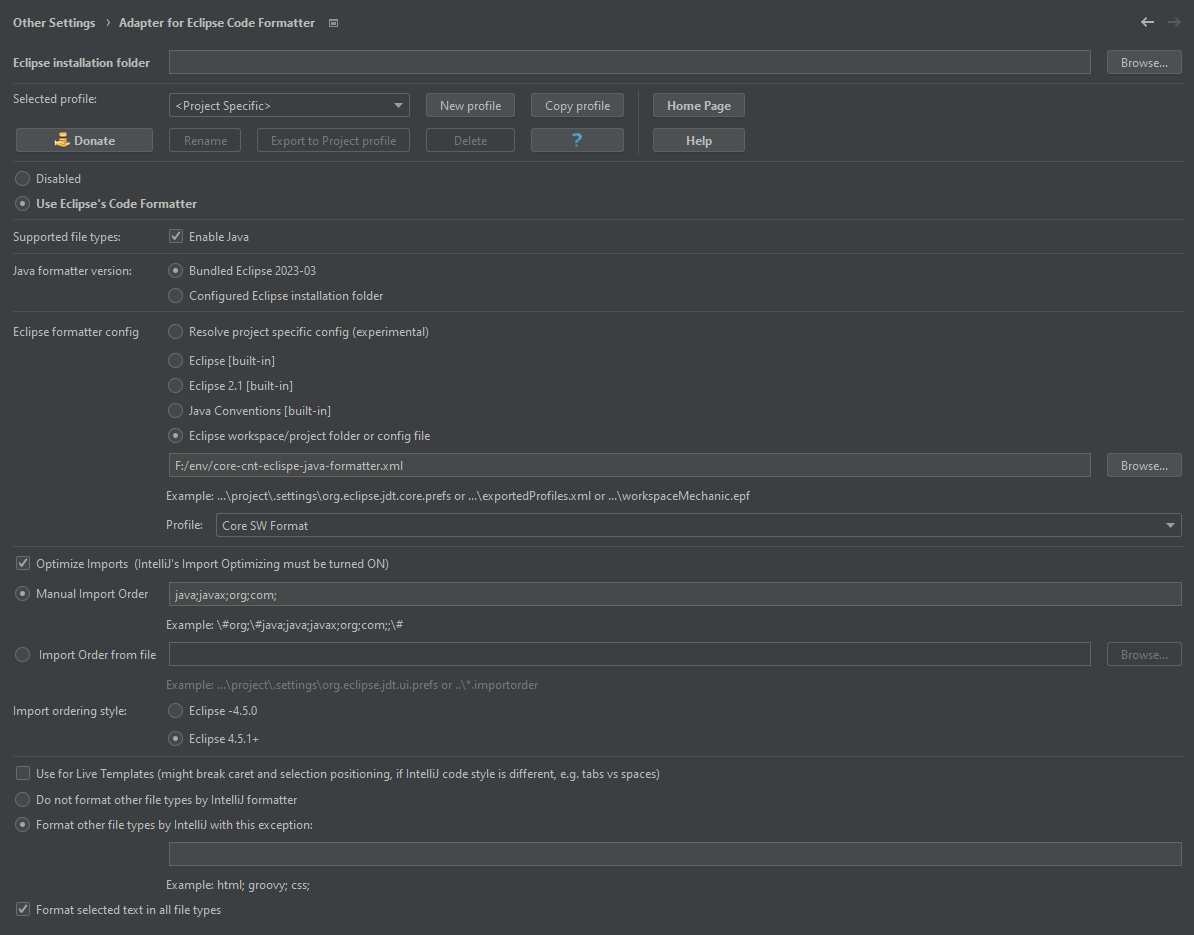 Other Settings › Adapter for Eclipse Code Formatter
Eclipse installation folder Browse...
Selected profile: <Project Specific> New profile Copy profile Home Page
Donate Rename Export to Project profile Delete ? Help
Disabled
Use Eclipse's Code Formatter
Supported file types: Enable Java
Java formatter version: Bundled Eclipse 2023-03
Configured Eclipse installation folder
Eclipse formatter config Resolve project specific config (experimental)
Eclipse [built-in]
Eclipse 2.1 [built-in]
Java Conventions [built-in]
Eclipse workspace/project folder or config file
F:/env/core-cnt-eclispe-java-formatter.xml Browse...
Example: ...\project\.settings\org.eclipse.jdt.core.prefs or ...\exportedProfiles.xml or ...\workspaceMechanic.epf
Profile: Core SW Format
Optimize Imports (IntelliJ's Import Optimizing must be turned ON)
Manual Import Order java;javax;org;com;
Example: \#org;\#java;java;javax;org;com;;\#
Import Order from file Browse...
Example: ...\project\.settings\org.eclipse.jdt.ui.prefs or ..\*.importorder
Import ordering style: Eclipse -4.5.0
Eclipse 4.5.1+
Use for Live Templates (might break caret and selection positioning, if IntelliJ code style is different, e.g. tabs vs spaces)
Do not format other file types by IntelliJ formatter
Format other file types by IntelliJ with this exception:
Example: html; groovy; css;
Format selected text in all file types